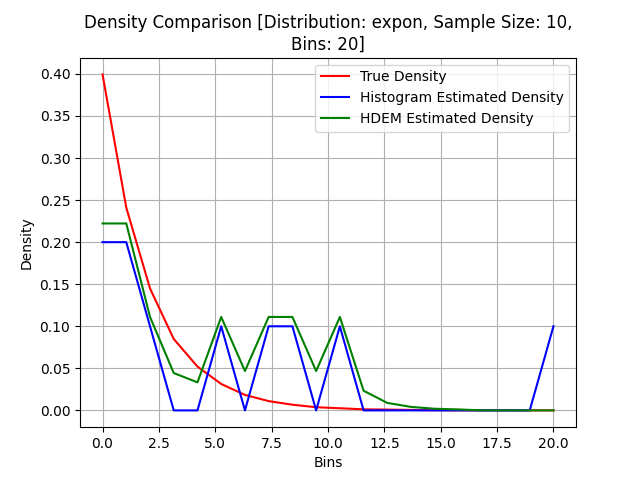 Density Comparison [Distribution: expon, Sample Size: 10,
Bins: 20]
True Density
Histogram Estimated Density
HDEM Estimated Density
Density
0.40
0.35
0.30
0.25
0.20
0.15
0.10
0.05
0.00
0.0 2.5 5.0 7.5 10.0 12.5 15.0 17.5 20.0
Bins